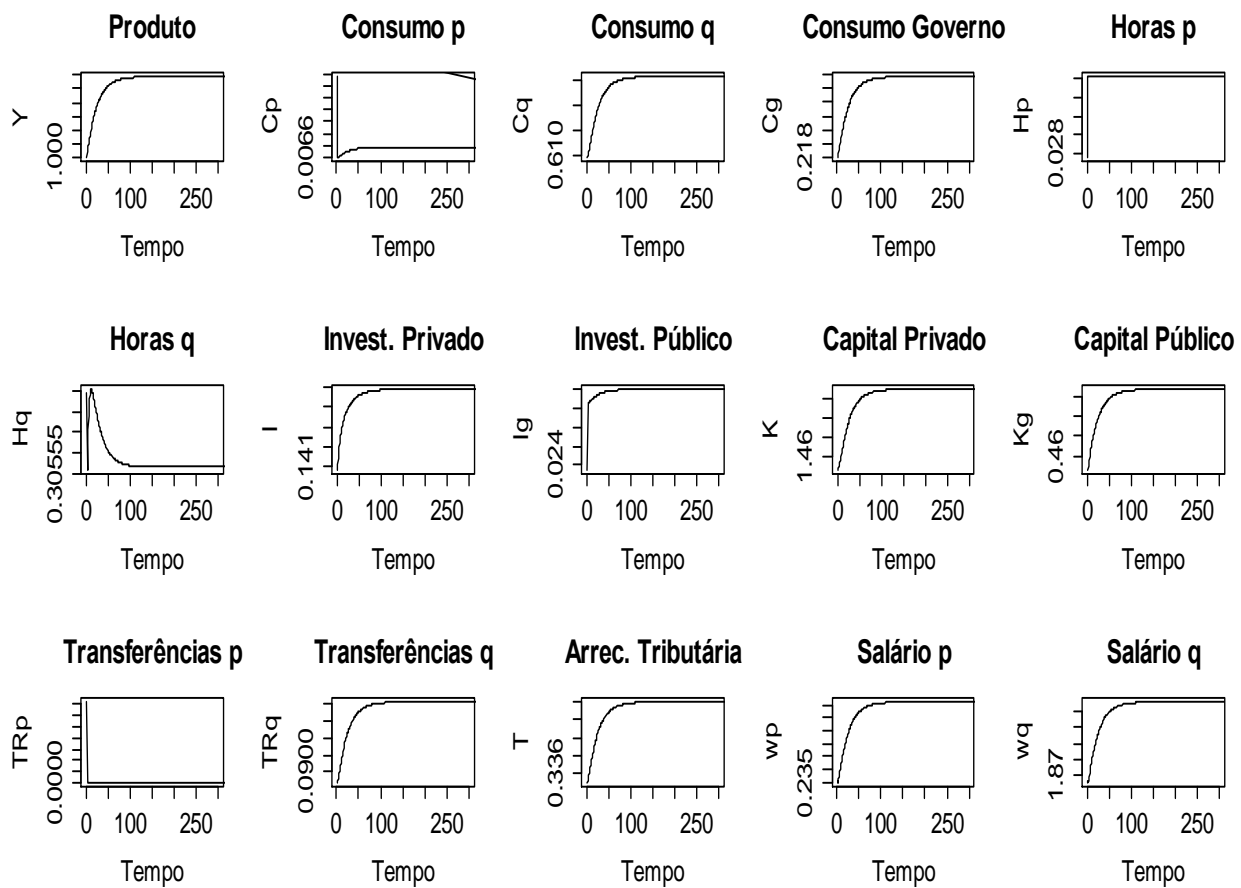 Produto Consumo p Consumo q Consumo Governo Horas p
Y 1.000 Cp 0.0066 Cq 0.610 Cg 0.218 Hp 0.028
0 100 250 0 100 250 0 100 250 0 100 250 0 100 250
Tempo Tempo Tempo Tempo Tempo
Horas q Invest. Privado Invest. Público Capital Privado Capital Público
Hq 0.30555 I 0.141 Ig 0.024 K 1.46 Kg 0.46
0 100 250 0 100 250 0 100 250 0 100 250 0 100 250
Tempo Tempo Tempo Tempo Tempo
Transferências p Transferências q Arrec. Tributária Salário p Salário q
TRp 0.0000 TRq 0.0900 T 0.336 wp 0.235 wq 1.87
0 100 250 0 100 250 0 100 250 0 100 250 0 100 250
Tempo Tempo Tempo Tempo Tempo